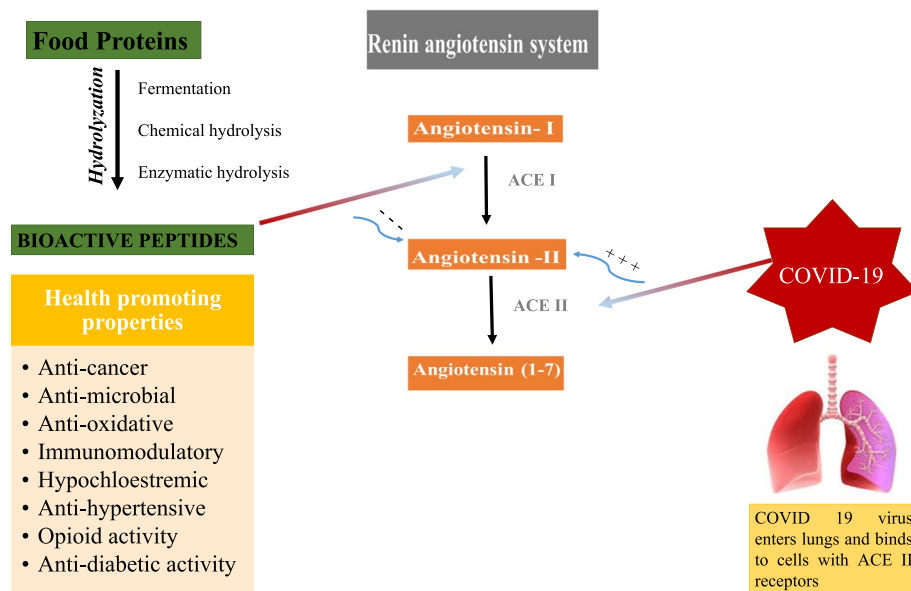 Food Proteins
Hydrolyzation
Fermentation
Chemical hydrolysis
Enzymatic hydrolysis
BIOACTIVE PEPTIDES
Health promoting
properties
• Anti-cancer
• Anti-microbial
• Anti-oxidative
• Immunomodulatory
• Hypochloestremic
• Anti-hypertensive
• Opioid activity
• Anti-diabetic activity
Renin angiotensin system
Angiotensin- I
ACE I
- - -
Angiotensin -II
+++
ACE II
Angiotensin (1-7)
COVID-19
COVID 19 virus
enters lungs and binds
to cells with ACE II
receptors